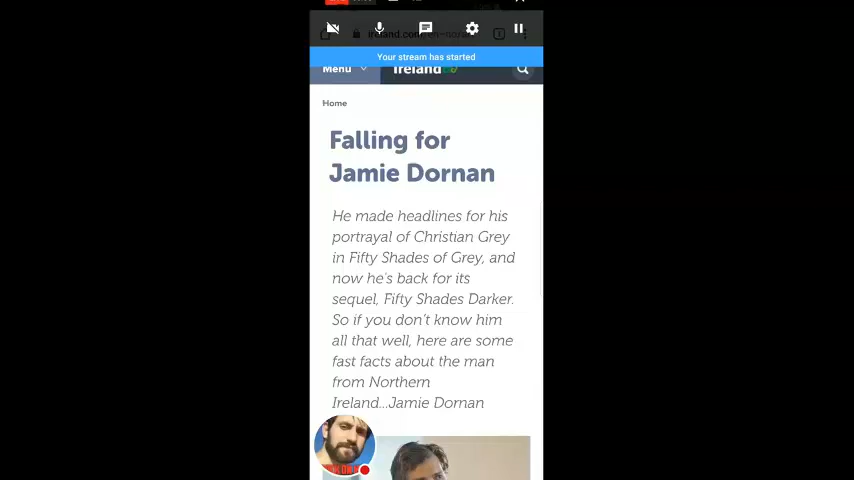 Your stream has started
Menu
Ireland
Home
Falling for
Jamie Dornan
He made headlines for his
portrayal of Christian Grey
in Fifty Shades of Grey, and
now he's back for its
sequel, Fifty Shades Darker.
So if you don't know him
all that well, here are some
fast facts about the man
from Northern
Ireland...Jamie Dornan